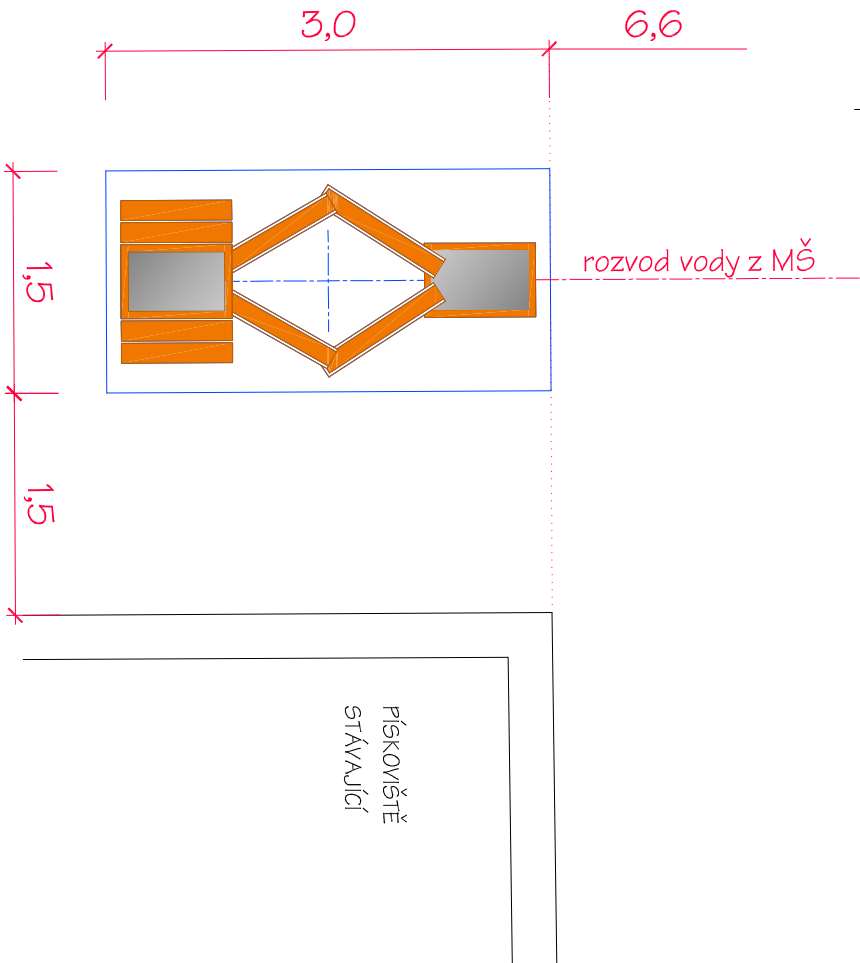 3,0
6,6
1,5
rozvod vody z MŠ
1,5
PÍSKOVIŠTĚ
STÁVAJÍCÍ